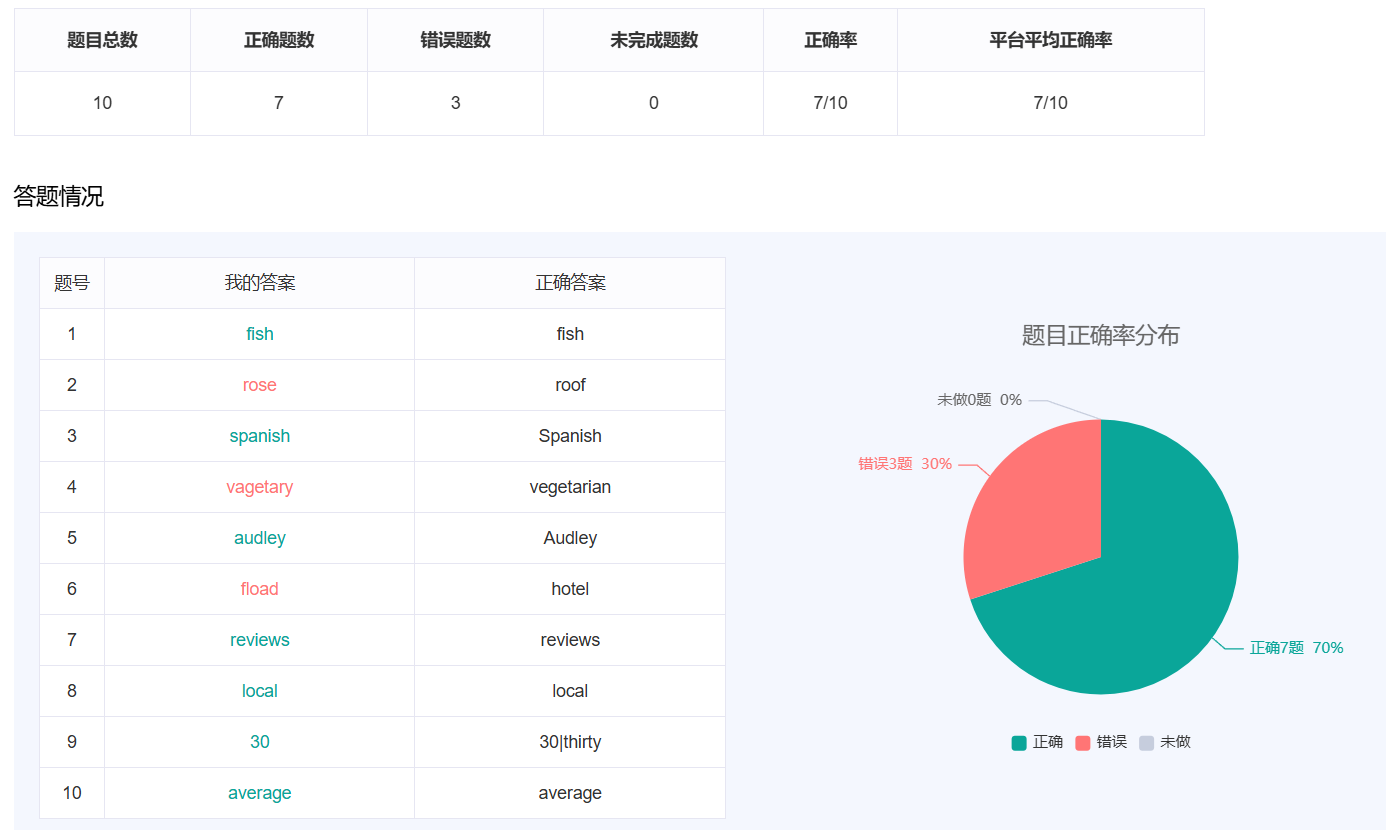 题目总数 正确题数 错误题数 未完成题数 正确率 平台平均正确率
10 7 3 0 7/10 7/10
答题情况
题号 我的答案 正确答案
1 fish fish
2 rose roof
3 spanish Spanish
4 vagetary vegetarian
5 audley Audley
6 fload hotel
7 reviews reviews
8 local local
9 30 30|thirty
10 average average
题目正确率分布
未做0题 0%
错误3题 30%
正确7题 70%
正确 错误 未做